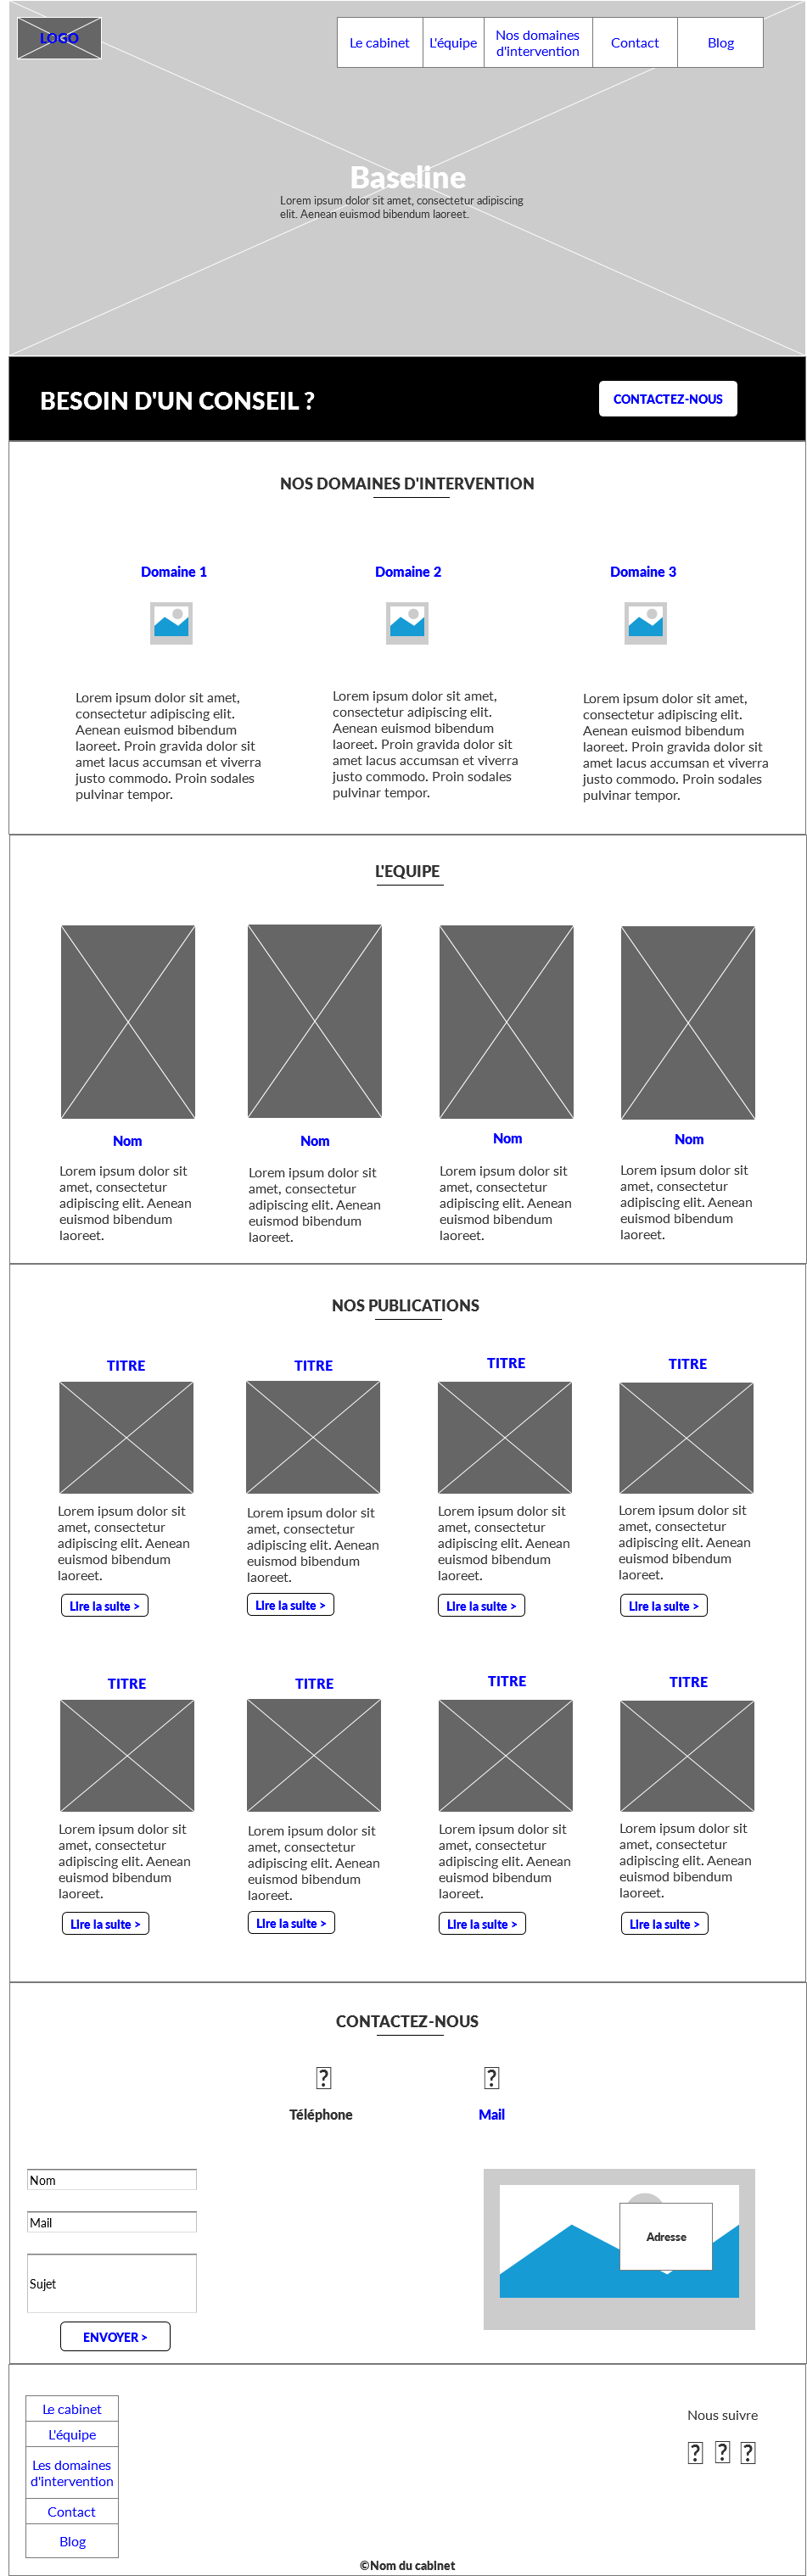 LOGO
Le cabinet
L'équipe
Nos domaines
d'intervention
Contact
Blog
Baseline
Lorem ipsum dolor sit amet, consectetur adipiscing
elit. Aenean euismod bibendum laoreet.
BESOIN D'UN CONSEIL ?
CONTACTEZ-NOUS
NOS DOMAINES D'INTERVENTION
Domaine 1
Lorem ipsum dolor sit amet,
consectetur adipiscing elit.
Aenean euismod bibendum
laoreet. Proin gravida dolor sit
amet lacus accumsan et viverra
justo commodo. Proin sodales
pulvinar tempor.
Domaine 2
Lorem ipsum dolor sit amet,
consectetur adipiscing elit.
Aenean euismod bibendum
laoreet. Proin gravida dolor sit
amet lacus accumsan et viverra
justo commodo. Proin sodales
pulvinar tempor.
Domaine 3
Lorem ipsum dolor sit amet,
consectetur adipiscing elit.
Aenean euismod bibendum
laoreet. Proin gravida dolor sit
amet lacus accumsan et viverra
justo commodo. Proin sodales
pulvinar tempor.
L'EQUIPE
Nom
Lorem ipsum dolor sit
amet, consectetur
adipiscing elit. Aenean
euismod bibendum
laoreet.
Nom
Lorem ipsum dolor sit
amet, consectetur
adipiscing elit. Aenean
euismod bibendum
laoreet.
Nom
Lorem ipsum dolor sit
amet, consectetur
adipiscing elit. Aenean
euismod bibendum
laoreet.
Nom
Lorem ipsum dolor sit
amet, consectetur
adipiscing elit. Aenean
euismod bibendum
laoreet.
NOS PUBLICATIONS
TITRE
Lorem ipsum dolor sit
amet, consectetur
adipiscing elit. Aenean
euismod bibendum
laoreet.
Lire la suite >
TITRE
Lorem ipsum dolor sit
amet, consectetur
adipiscing elit. Aenean
euismod bibendum
laoreet.
Lire la suite >
TITRE
Lorem ipsum dolor sit
amet, consectetur
adipiscing elit. Aenean
euismod bibendum
laoreet.
Lire la suite >
TITRE
Lorem ipsum dolor sit
amet, consectetur
adipiscing elit. Aenean
euismod bibendum
laoreet.
Lire la suite >
TITRE
Lorem ipsum dolor sit
amet, consectetur
adipiscing elit. Aenean
euismod bibendum
laoreet.
Lire la suite >
TITRE
Lorem ipsum dolor sit
amet, consectetur
adipiscing elit. Aenean
euismod bibendum
laoreet.
Lire la suite >
TITRE
Lorem ipsum dolor sit
amet, consectetur
adipiscing elit. Aenean
euismod bibendum
laoreet.
Lire la suite >
TITRE
Lorem ipsum dolor sit
amet, consectetur
adipiscing elit. Aenean
euismod bibendum
laoreet.
Lire la suite >
CONTACTEZ-NOUS
Téléphone
Mail
Nom
Mail
Sujet
ENVOYER >
Adresse
Le cabinet
L'équipe
Les domaines
d'intervention
Contact
Blog
Nous suivre
©Nom du cabinet